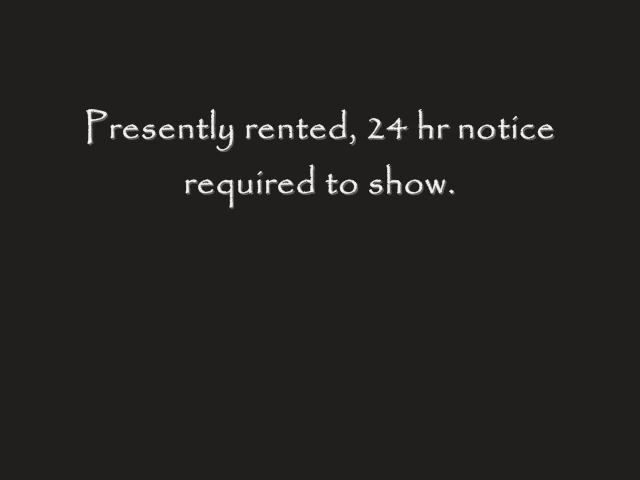 Presently rented, 24 hr notice
required to show.